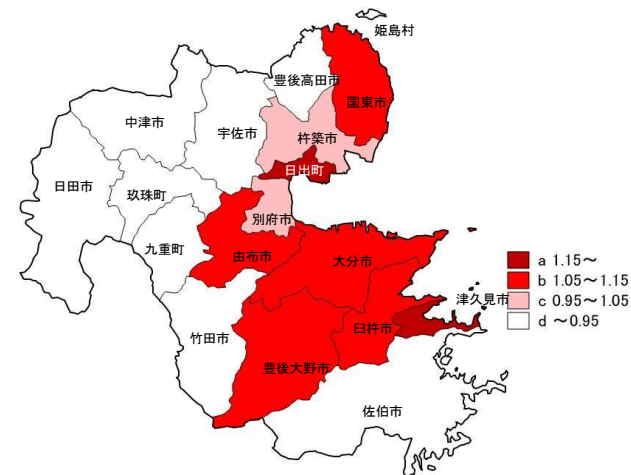 姫島村
豊後高田市
国東市
中津市
宇佐市
杵築市
日出町
日田市
玖珠町
別府市
九重町
由布市
大分市
a 1.15～
b 1.05～1.15
津久見市
c 0.95～1.05
d ～0.95
竹田市
臼杵市
豊後大野市
佐伯市